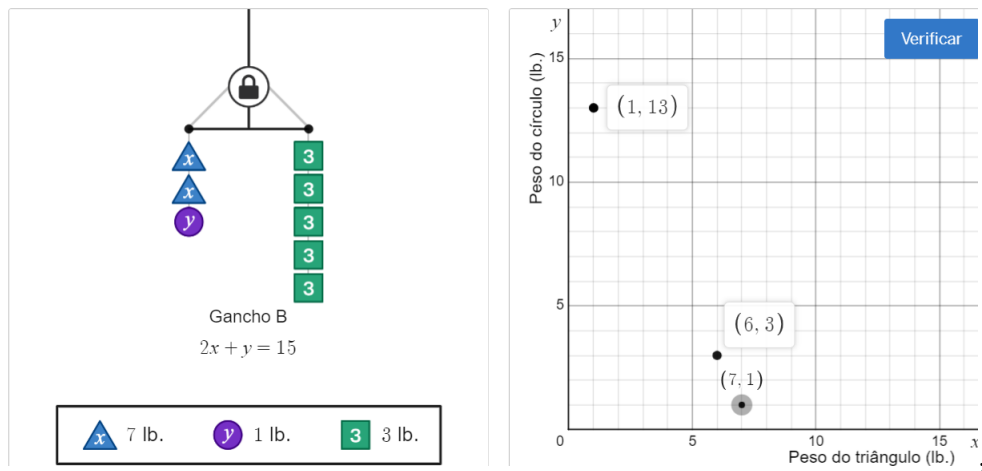 x
x
y
3
3
3
3
3
Gancho B
2x + y = 15
x 7 lb.
y 1 lb.
3 3 lb.
y
Verificar
Peso do círculo (lb.)
15
(1, 13)
10
5
(6, 3)
(7, 1)
0 5 10 15 x
Peso do triângulo (lb.)